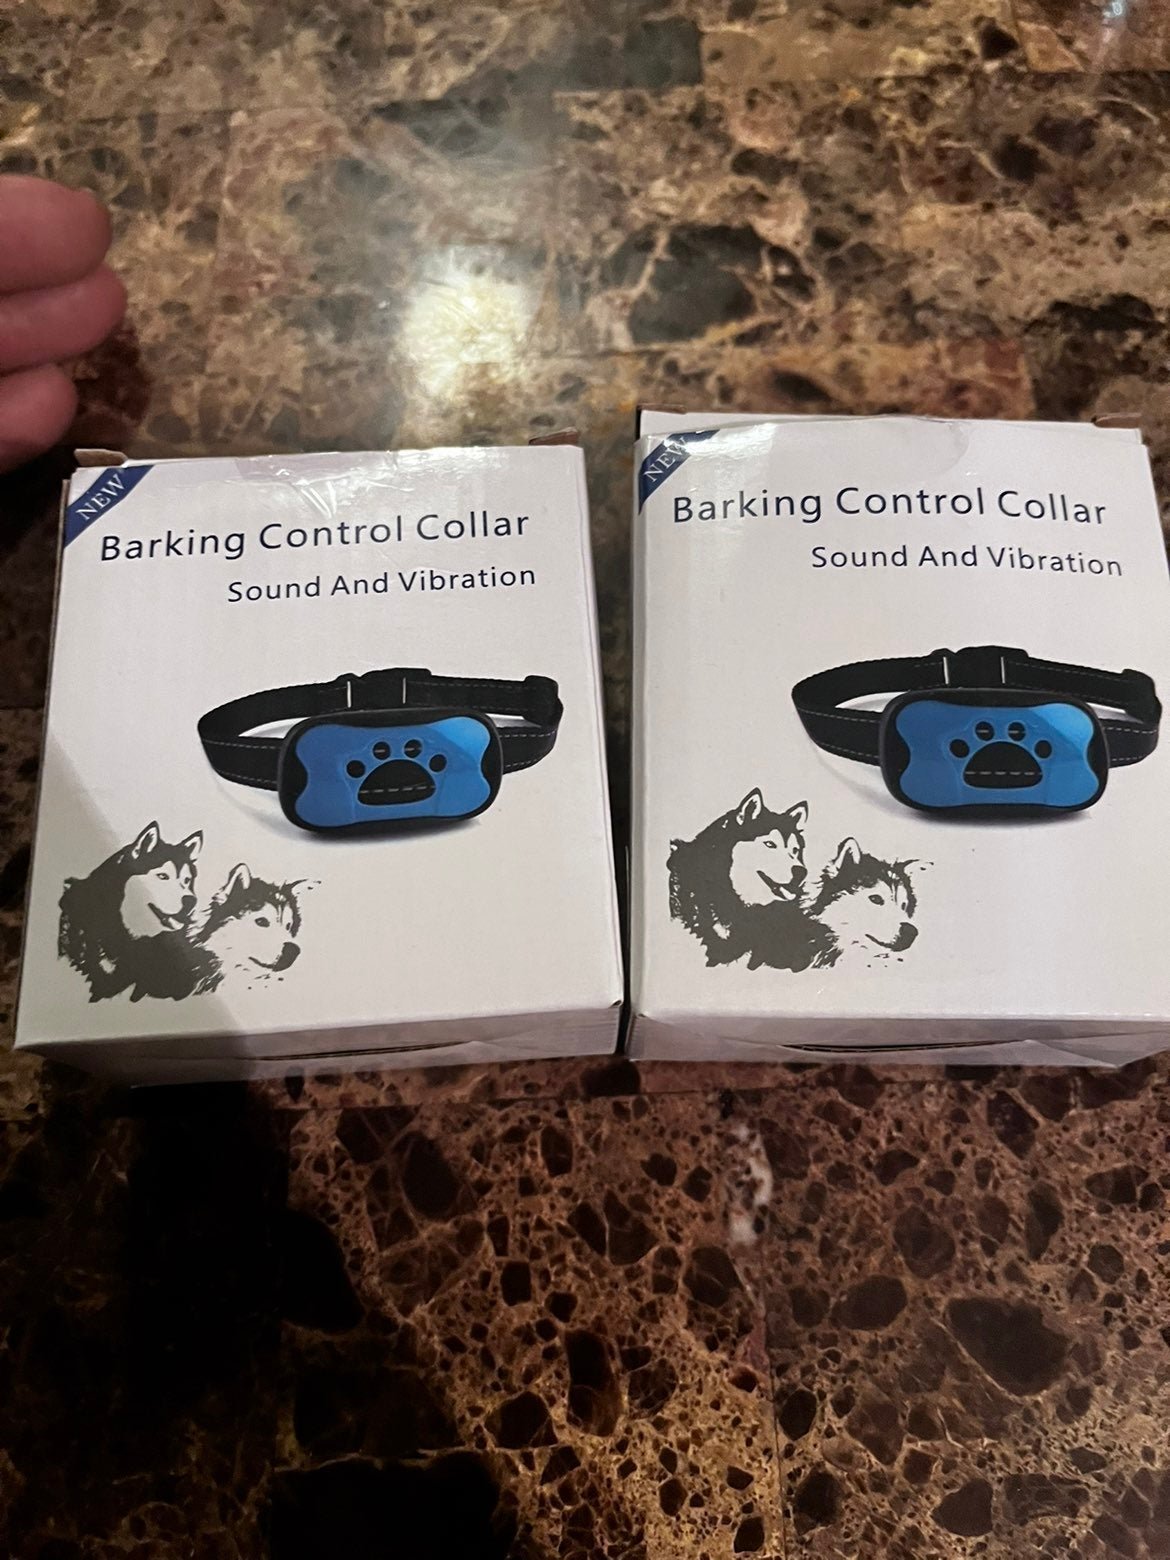 NEW
Barking Control Collar
Sound And Vibration
NEW
Barking Control Collar
Sound And Vibration